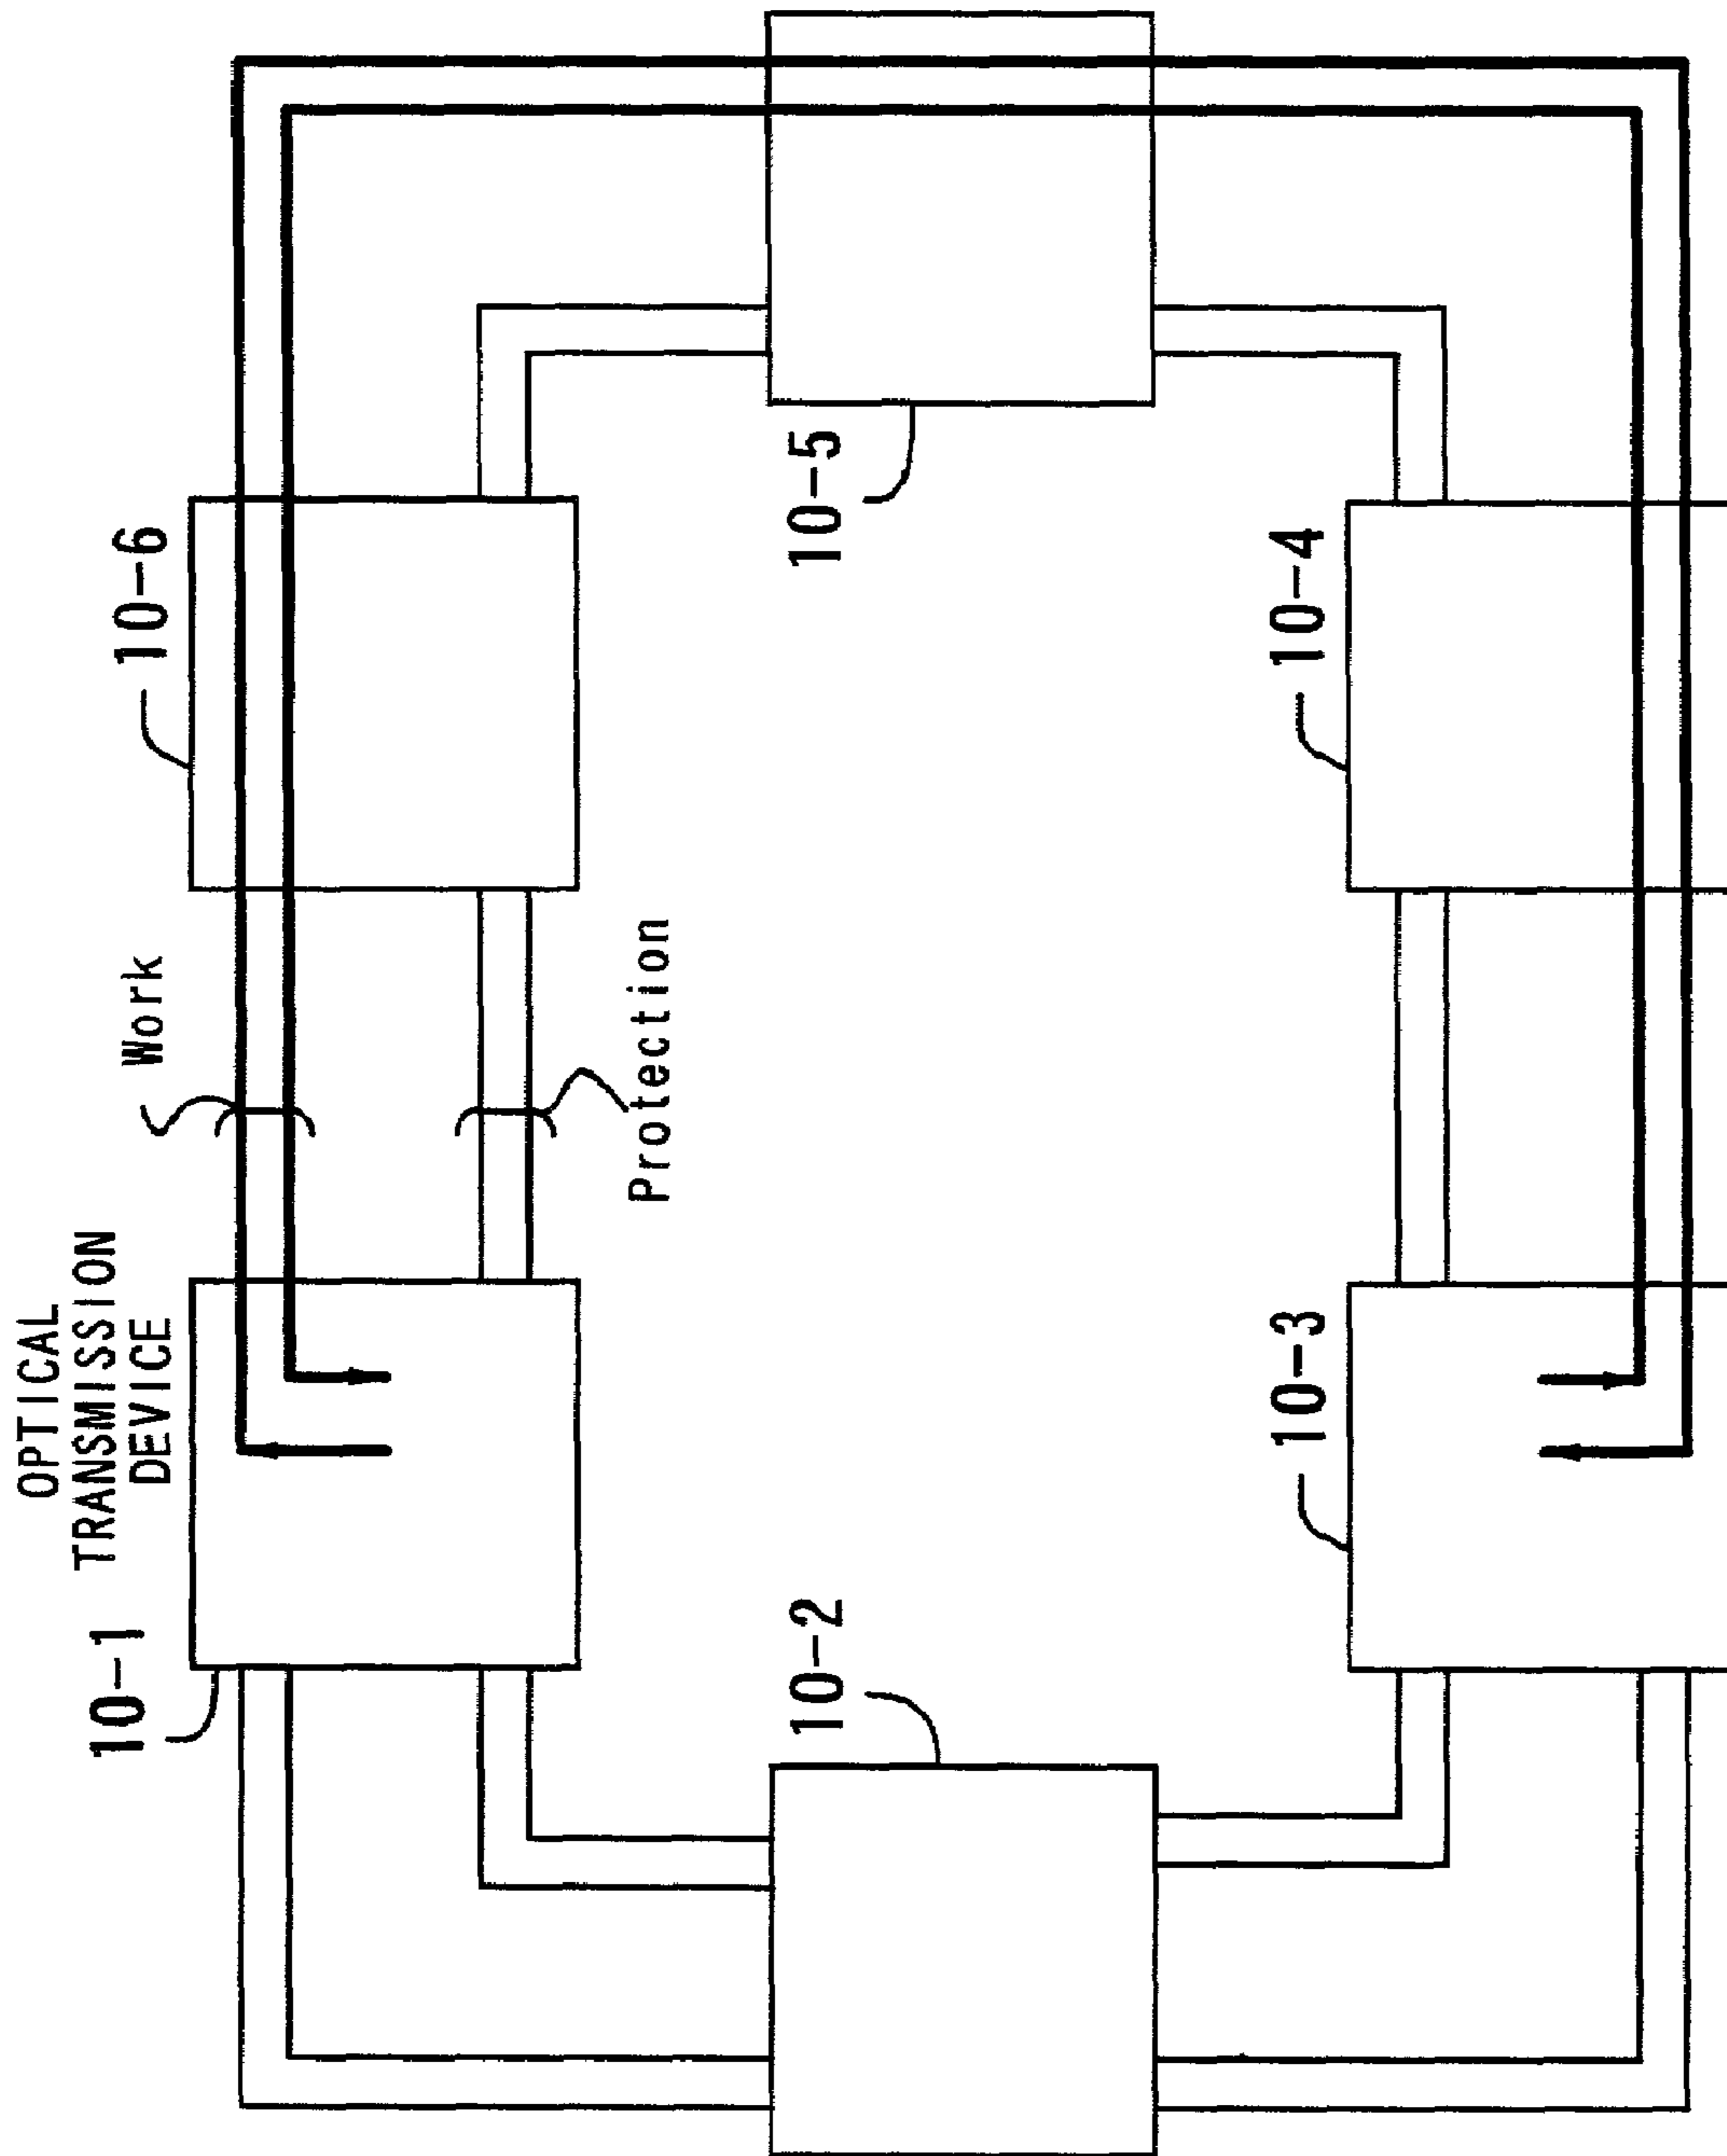 OPTICAL
TRANSMISSION
DEVICE
10-1
Work
Protection
10-6
10-2
10-5
10-3
10-4